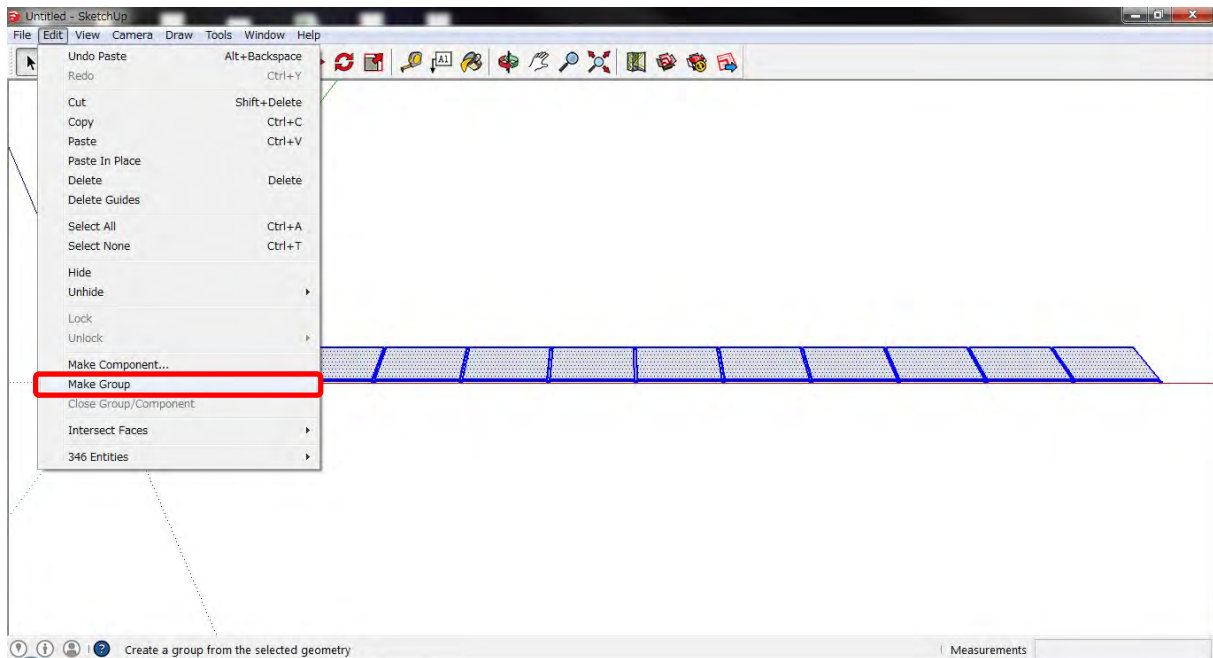 Untitled - SketchUp
File Edit View Camera Draw Tools Window Help
Undo Paste Alt+Backspace
Redo Ctrl+Y
Cut Shift+Delete
Copy Ctrl+C
Paste Ctrl+V
Paste In Place
Delete Delete
Delete Guides
Select All Ctrl+A
Select None Ctrl+T
Hide
Unhide
Lock
Unlock
Make Component...
Make Group
Close Group/Component
Intersect Faces
346 Entities
A1
Create a group from the selected geometry
Measurements